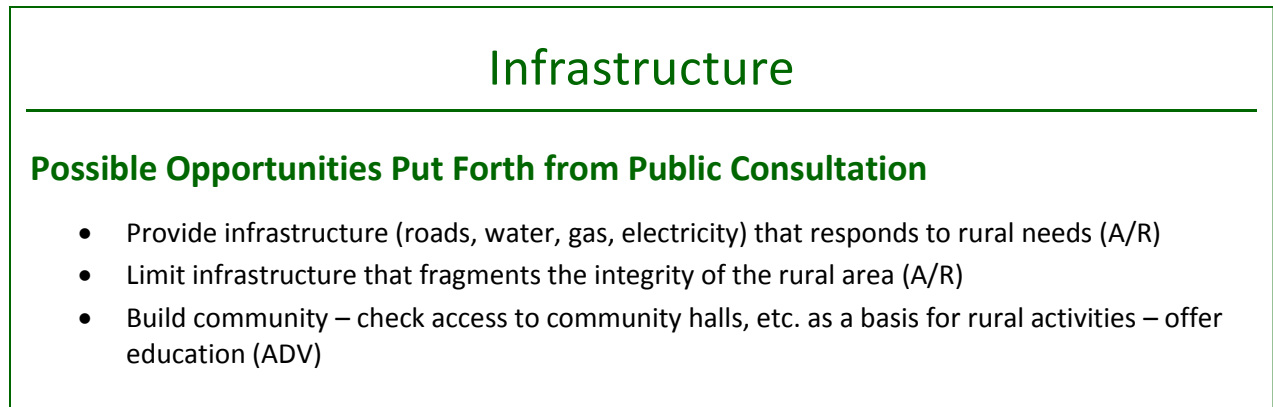 Infrastructure
Possible Opportunities Put Forth from Public Consultation
• Provide infrastructure (roads, water, gas, electricity) that responds to rural needs (A/R)
• Limit infrastructure that fragments the integrity of the rural area (A/R)
• Build community – check access to community halls, etc. as a basis for rural activities – offer
education (ADV)